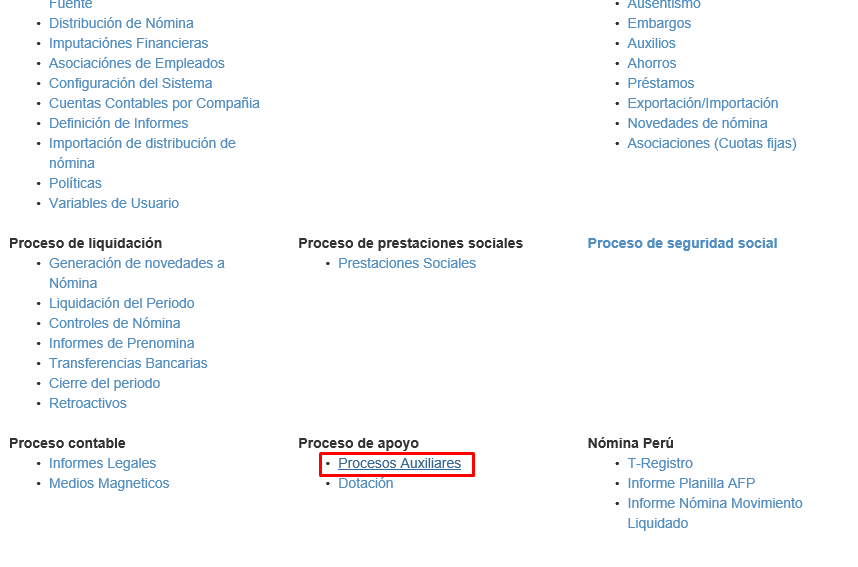 Fuente
Distribución de Nómina
Imputaciónes Financieras
Asociaciónes de Empleados
Configuración del Sistema
Cuentas Contables por Compañia
Definición de Informes
Importación de distribución de
nómina
Políticas
Variables de Usuario
Ausentismo
Embargos
Auxilios
Ahorros
Préstamos
Exportación/Importación
Novedades de nómina
Asociaciones (Cuotas fijas)
Proceso de liquidación
Generación de novedades a
Nómina
Liquidación del Periodo
Controles de Nómina
Informes de Prenomina
Transferencias Bancarias
Cierre del periodo
Retroactivos
Proceso de prestaciones sociales
Prestaciones Sociales
Proceso de seguridad social
Proceso contable
Informes Legales
Medios Magneticos
Proceso de apoyo
Procesos Auxiliares
Dotación
Nómina Perú
T-Registro
Informe Planilla AFP
Informe Nómina Movimiento
Liquidado